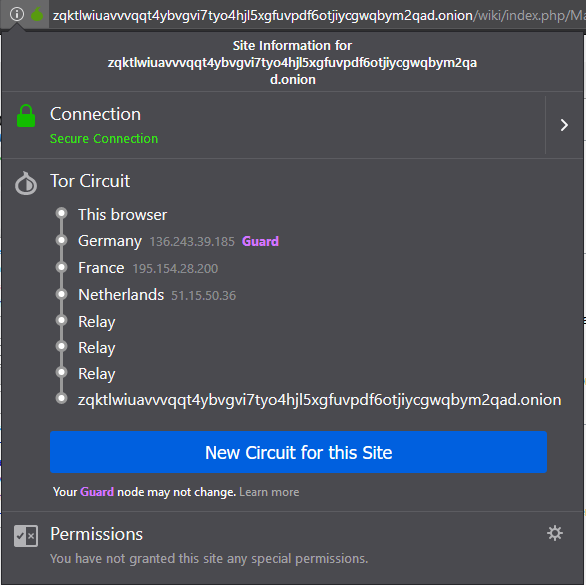 zqktlwiuavvvqqt4ybvgvi7tyo4hjl5xgfuvpdf6otjiycgwqbym2qad.onion/wiki/index.php/Ma
Site Information for
zqktlwiuavvvqqt4ybvgvi7tyo4hjl5xgfuvpdf6otjiycgwqbym2qa
d.onion
Connection
Secure Connection
Tor Circuit
This browser
Germany 136.243.39.185 Guard
France 195.154.28.200
Netherlands 51.15.50.36
Relay
Relay
Relay
zqktlwiuavvvqqt4ybvgvi7tyo4hjl5xgfuvpdf6otjiycgwqbym2qad.onion
New Circuit for this Site
Your Guard node may not change. Learn more
Permissions
You have not granted this site any special permissions.